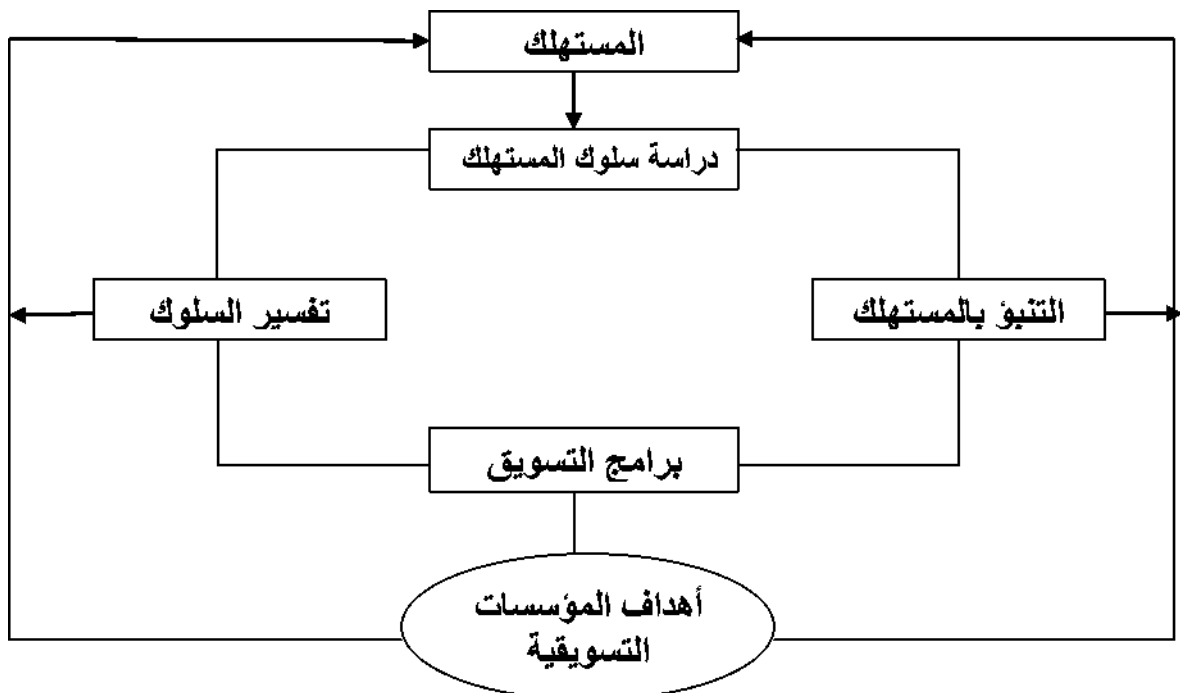 المستهلك
دراسة سلوك المستهلك
التنبؤ بالمستهلك
تفسير السلوك
برامج التسويق
أهداف المؤسسات
التسويقية